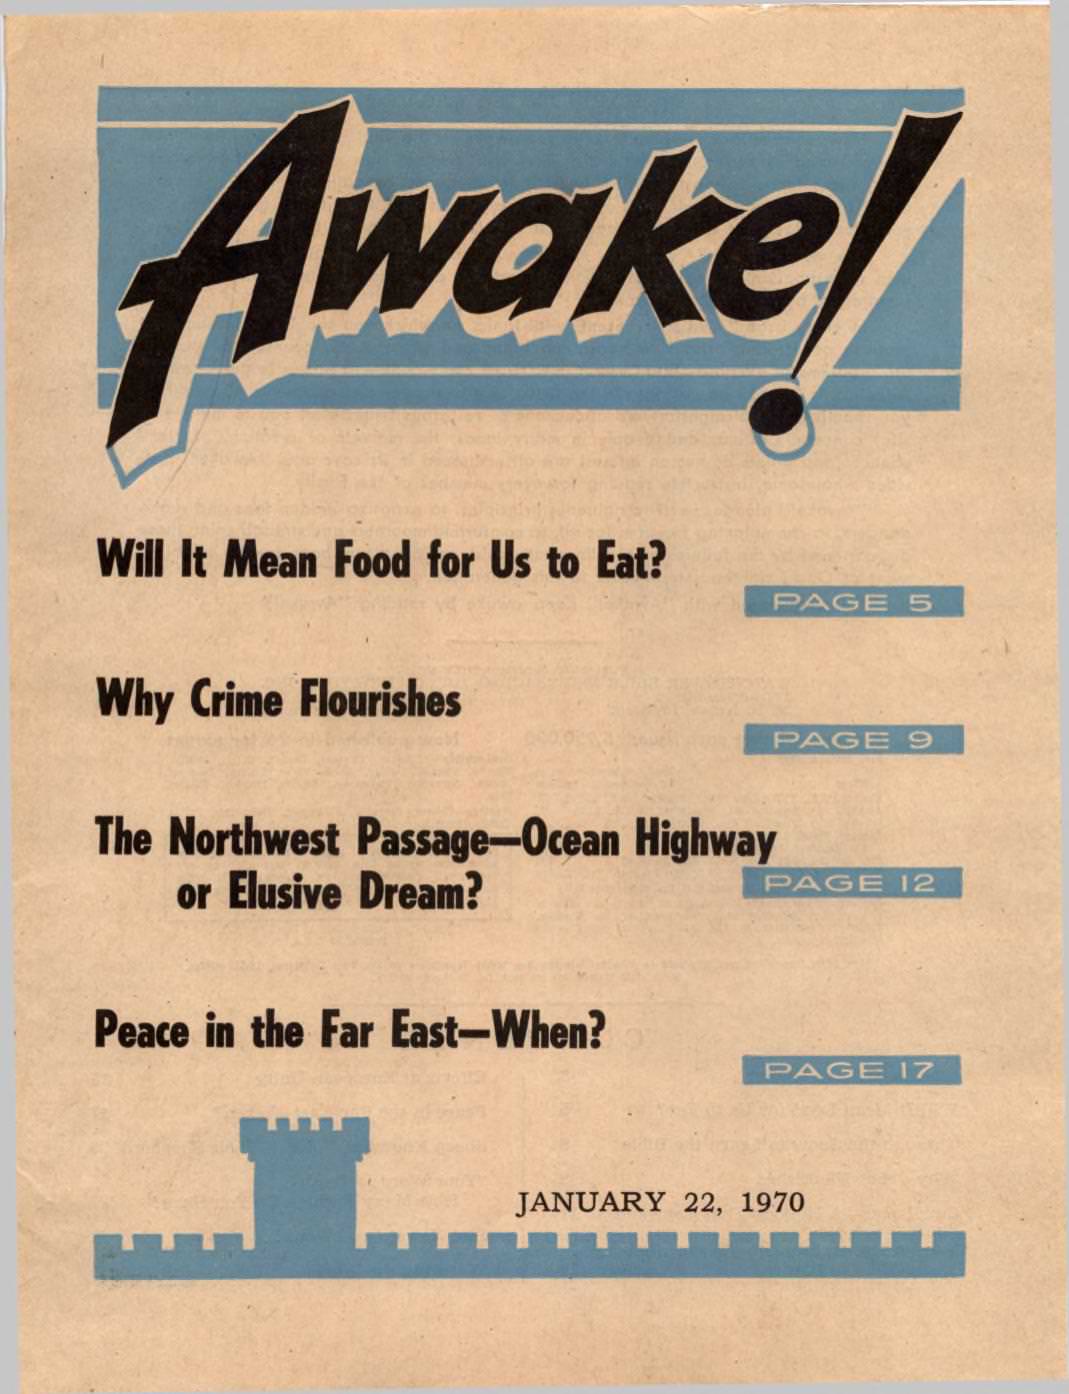 Awake!
Will It Mean Food for Us to Eat?
PAGE 5
Why Crime Flourishes
PAGE 9
The Northwest Passage—Ocean Highway
or Elusive Dream?
PAGE 12
Peace in the Far East—When?
PAGE 17
JANUARY 22, 1970